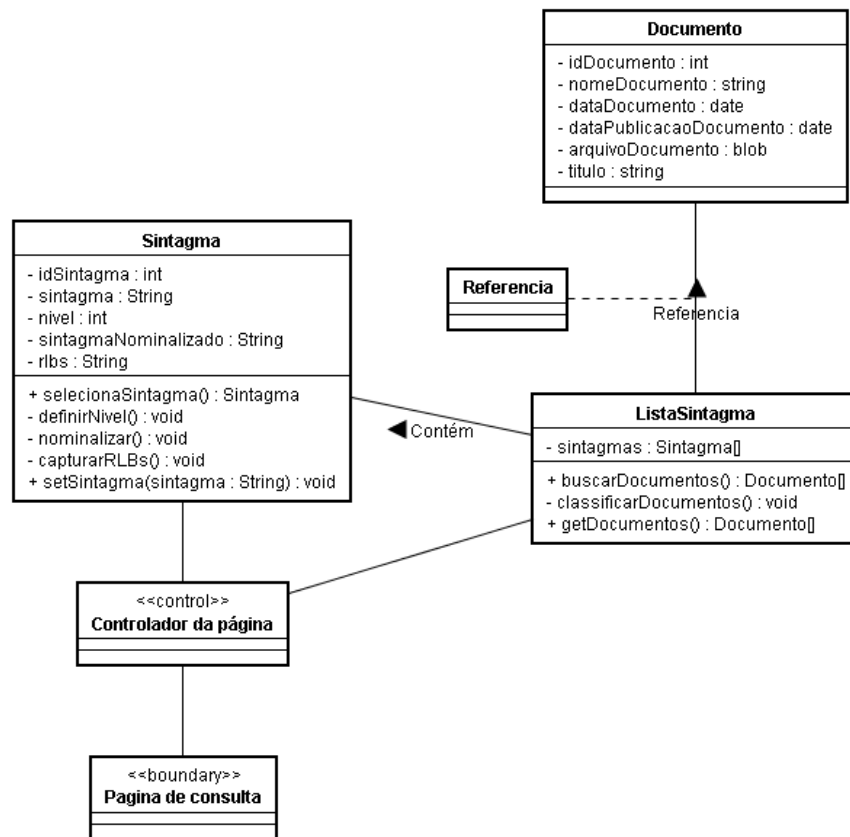 Documento
- idDocumento : int
- nomeDocumento : string
- dataDocumento : date
- dataPublicacaoDocumento : date
- arquivoDocumento : blob
- titulo : string
Sintagma
- idSintagma : int
- sintagma : String
- nivel : int
- sintagmaNominalizado : String
- rlbs : String
+ selecionaSintagma() : Sintagma
- definirNivel() : void
- nominalizar() : void
- capturarRLBs() : void
+ setSintagma(sintagma : String) : void
Referencia
Referencia
Contém
ListaSintagma
- sintagmas : Sintagma[]
+ buscarDocumentos() : Documento[]
- classificarDocumentos() : void
+ getDocumentos() : Documento[]
<<control>>
Controlador da página
<<boundary>>
Pagina de consulta